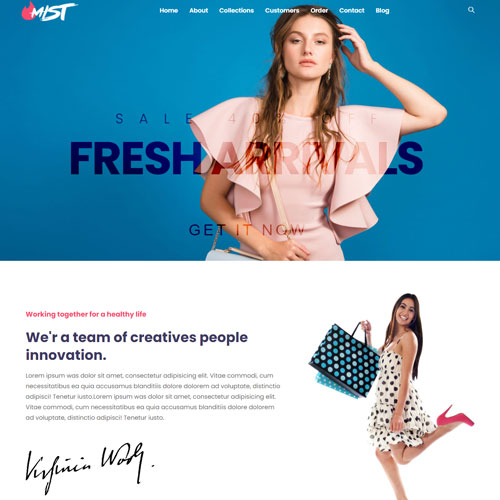 MIST
Home About Collections Customers Order Contact Blog
SALE 40% OFF
FRESH ARRIVALS
GET IT NOW
Working together for a healthy life
We'r a team of creatives people
innovation.
Lorem ipsum was dolor sit amet, consectetur adipisicing elit. Vitae commodi, cum
necessitatibus ea quia accusamus blanditiis dolore dolorem ad voluptate, distinctio
adipisci! Tenetur iusto.Lorem ipsum was dolor sit amet, consectetur adipisicing elit.
Vitae commodi, cum necessitatibus ea quia accusamus blanditiis dolore dolorem
ad voluptate, distinctio adipisci! Tenetur iusto.
Virginia Woolf.